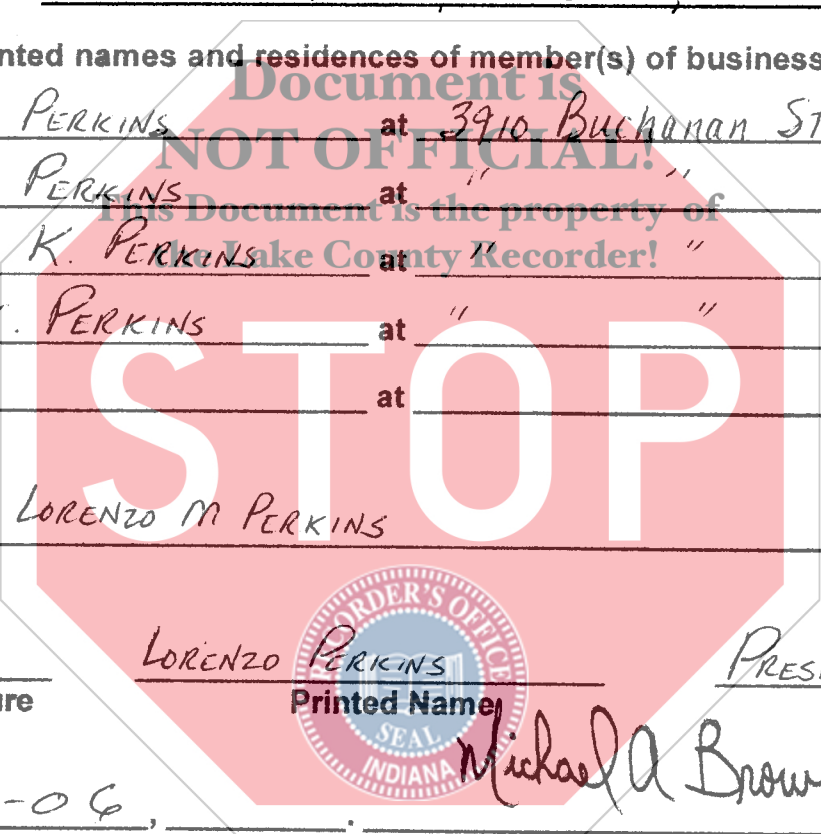 nted names and residences of member(s) of business
Document is
PERKINS at 3910 Buchanan ST
NOT OFFICIAL!
PERKINS at " "
This Document is the property of
K. PERKINS at " "
the Lake County Recorder!
. PERKINS at " "
STOP
at
LORENZO M PERKINS
RECORDER'S OFFICE
LORENZO PERKINS PRESI
ure Printed Name
SEAL
INDIANA
Michael A Brow
-06, .